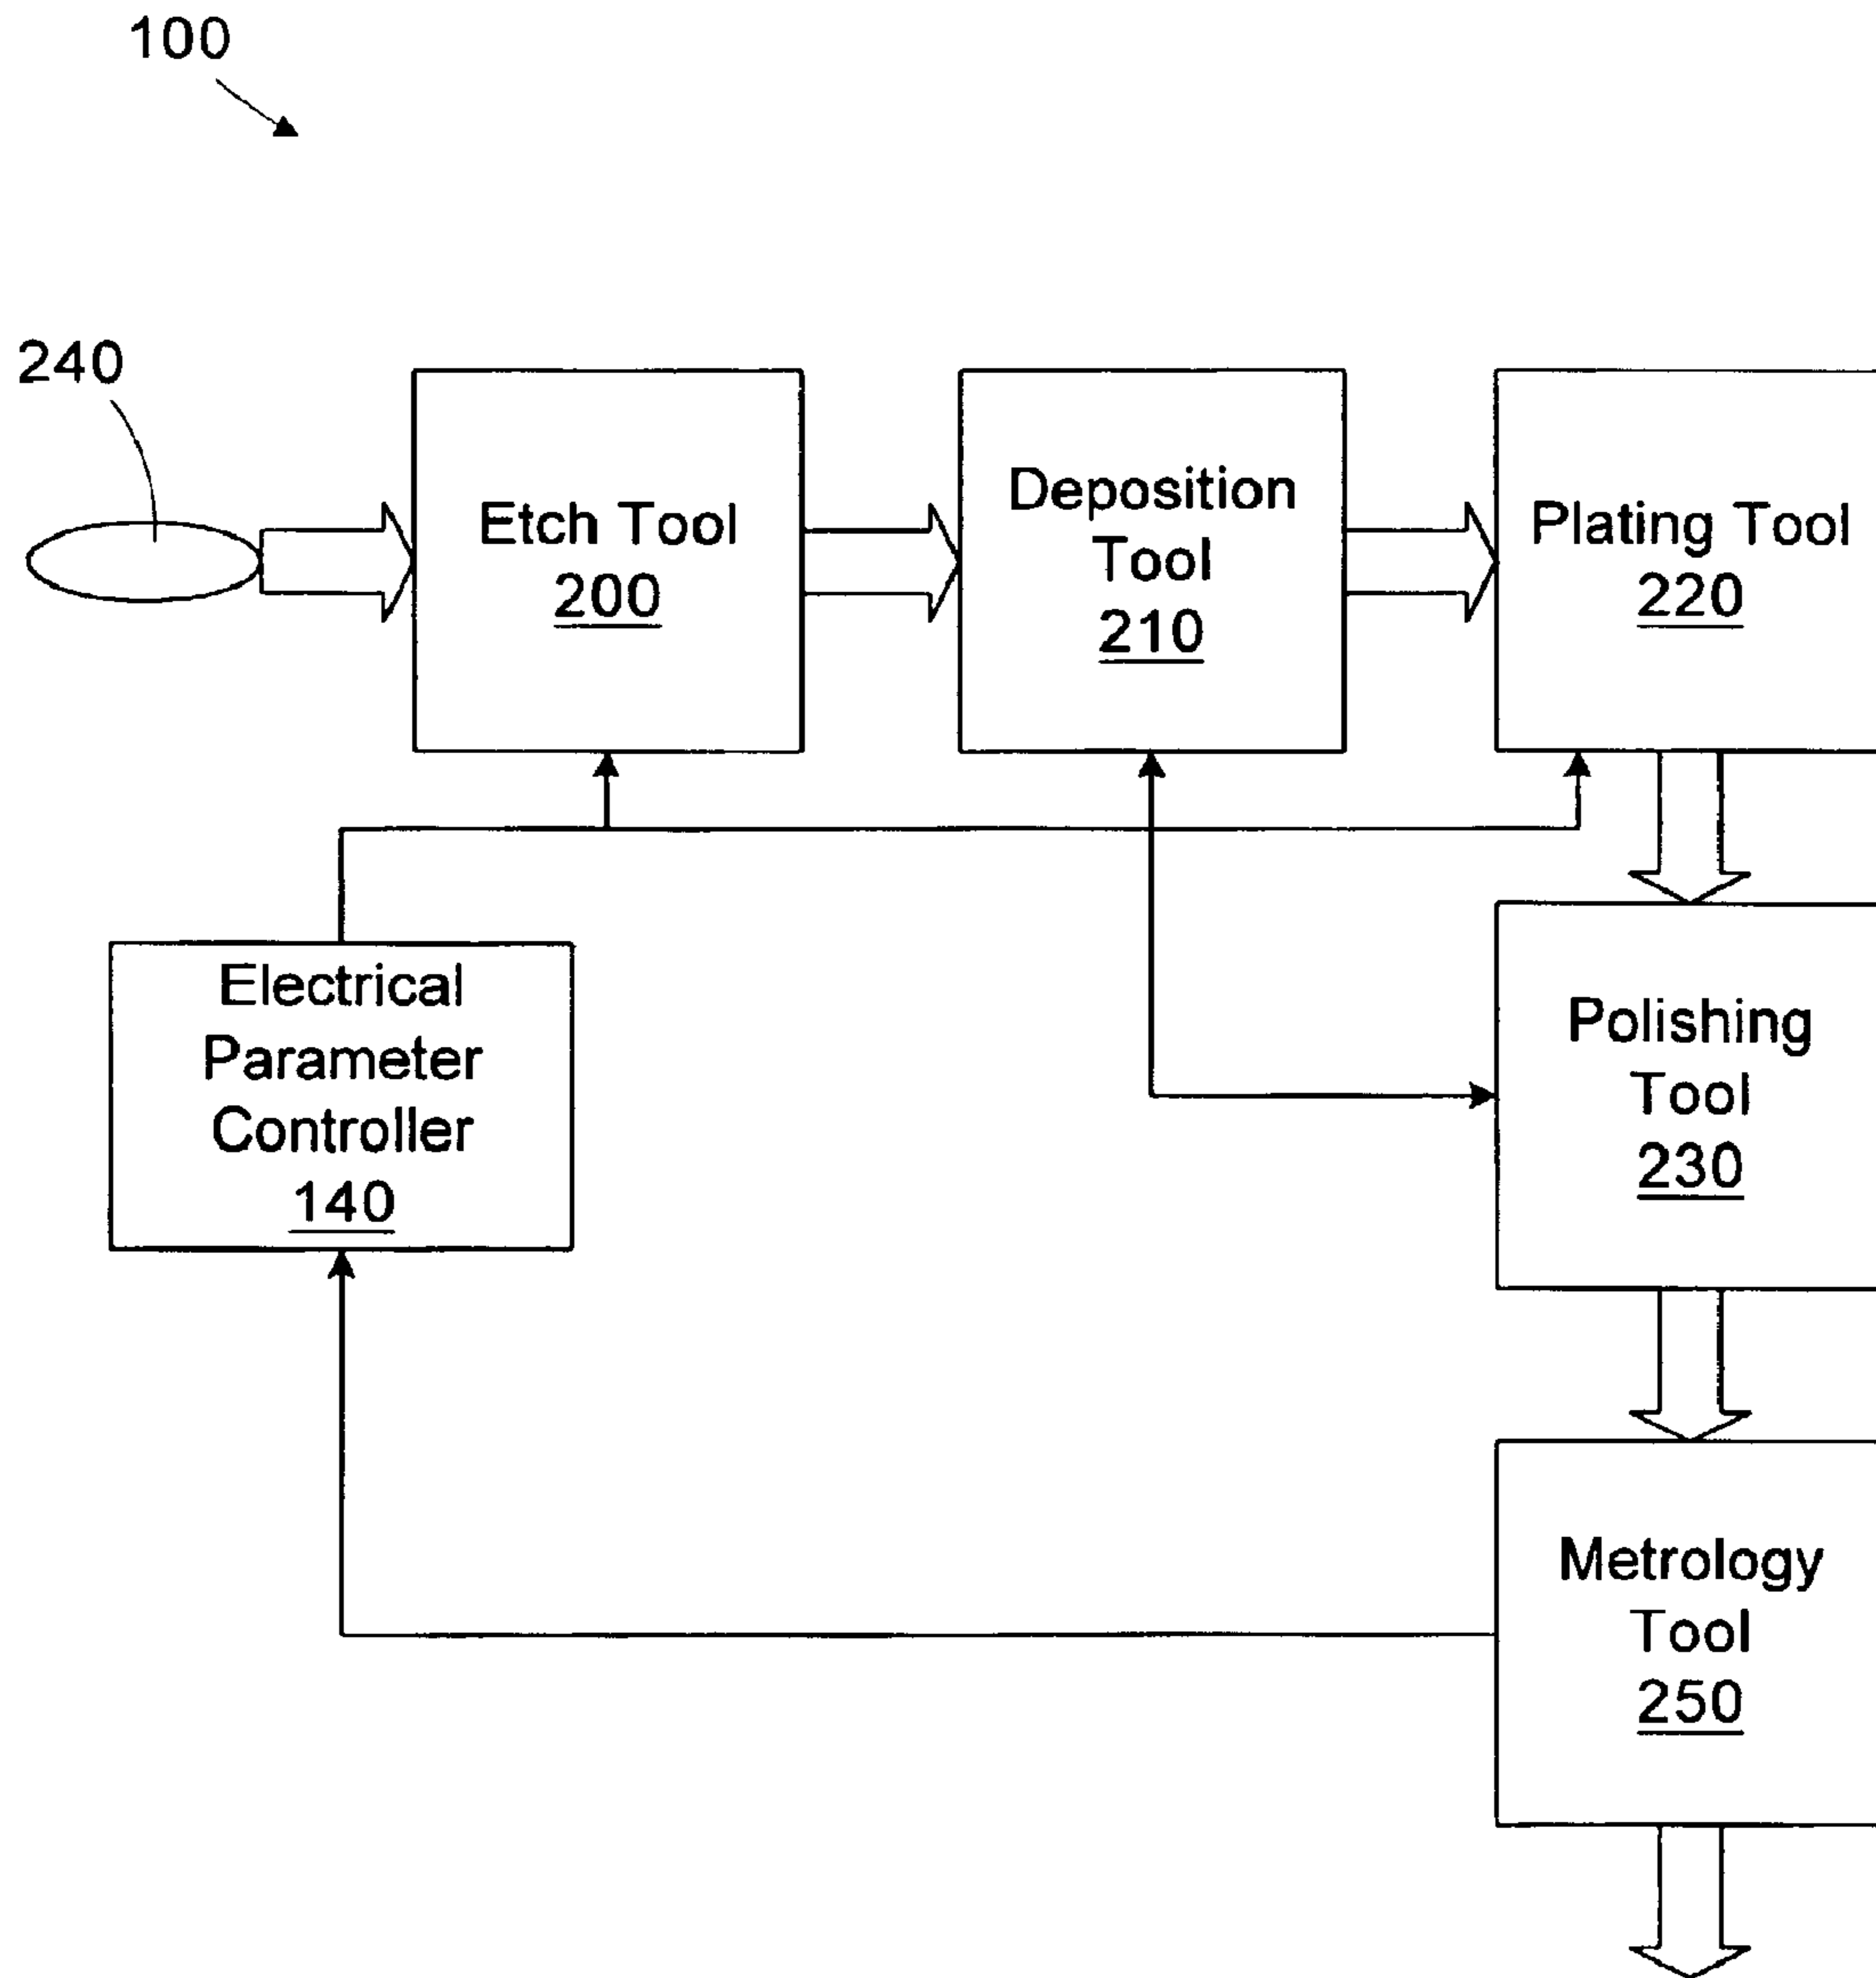 100
240
Etch Tool
200
Deposition
Tool
210
Plating Tool
220
Electrical
Parameter
Controller
140
Polishing
Tool
230
Metrology
Tool
250